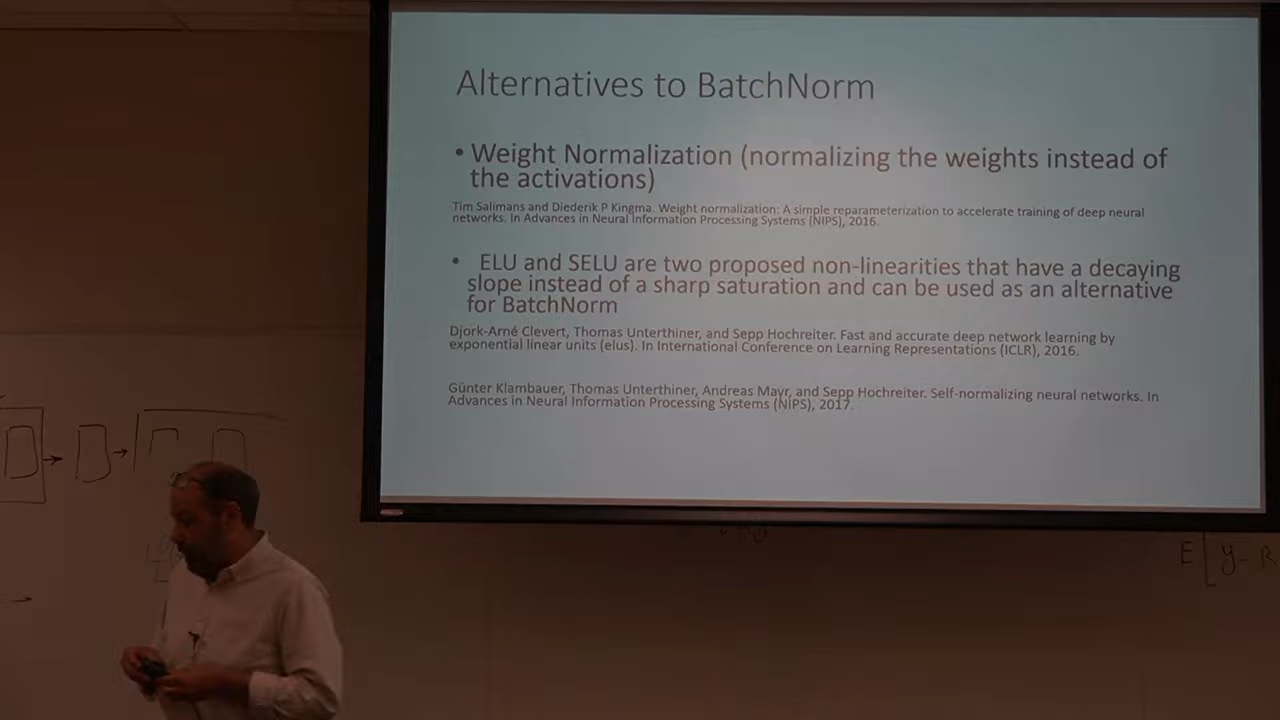 Alternatives to BatchNorm
• Weight Normalization (normalizing the weights instead of
the activations)
Tim Salimans and Diederik P Kingma. Weight normalization: A simple reparameterization to accelerate training of deep neural
networks. In Advances in Neural Information Processing Systems (NIPS), 2016.
• ELU and SELU are two proposed non-linearities that have a decaying
slope instead of a sharp saturation and can be used as an alternative
for BatchNorm
Djork-Arné Clevert, Thomas Unterthiner, and Sepp Hochreiter. Fast and accurate deep network learning by
exponential linear units (elus). In International Conference on Learning Representations (ICLR), 2016.
Günter Klambauer, Thomas Unterthiner, Andreas Mayr, and Sepp Hochreiter. Self-normalizing neural networks. In
Advances in Neural Information Processing Systems (NIPS), 2017.
E[y-R